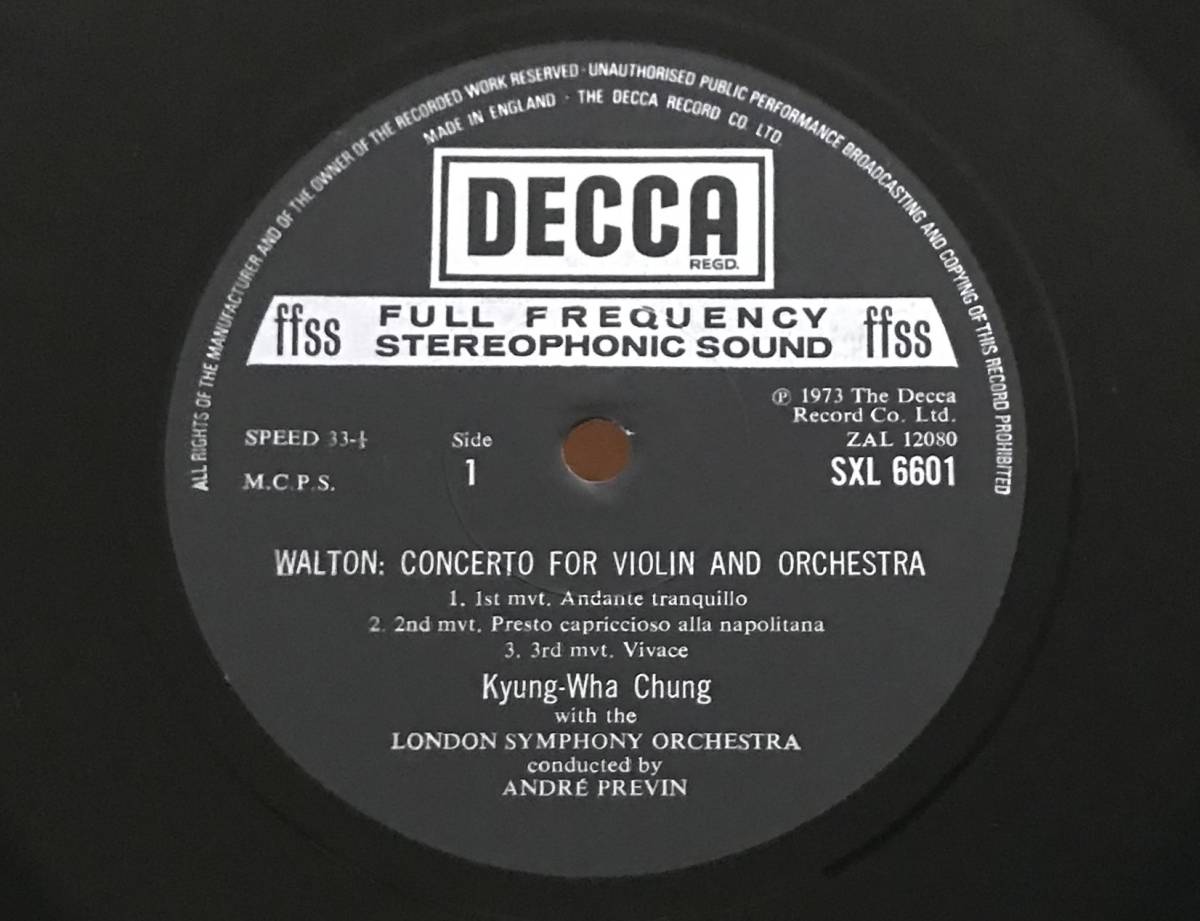 ALL RIGHTS OF THE MANUFACTURER AND OF THE OWNER OF THE RECORDED WORK RESERVED · UNAUTHORISED PUBLIC PERFORMANCE BROADCASTING AND COPYING OF THIS RECORD PROHIBITED
MADE IN ENGLAND · THE DECCA RECORD CO. LTD.
DECCA
REGD.
ffss FULL FREQUENCY ffss
STEREOPHONIC SOUND
℗ 1973 The Decca
Record Co. Ltd.
SPEED 33-⅓ Side ZAL 12080
M.C.P.S. 1 SXL 6601
WALTON: CONCERTO FOR VIOLIN AND ORCHESTRA
1. 1st mvt. Andante tranquillo
2. 2nd mvt. Presto capriccioso alla napolitana
3. 3rd mvt. Vivace
Kyung-Wha Chung
with the
LONDON SYMPHONY ORCHESTRA
conducted by
ANDRÉ PREVIN